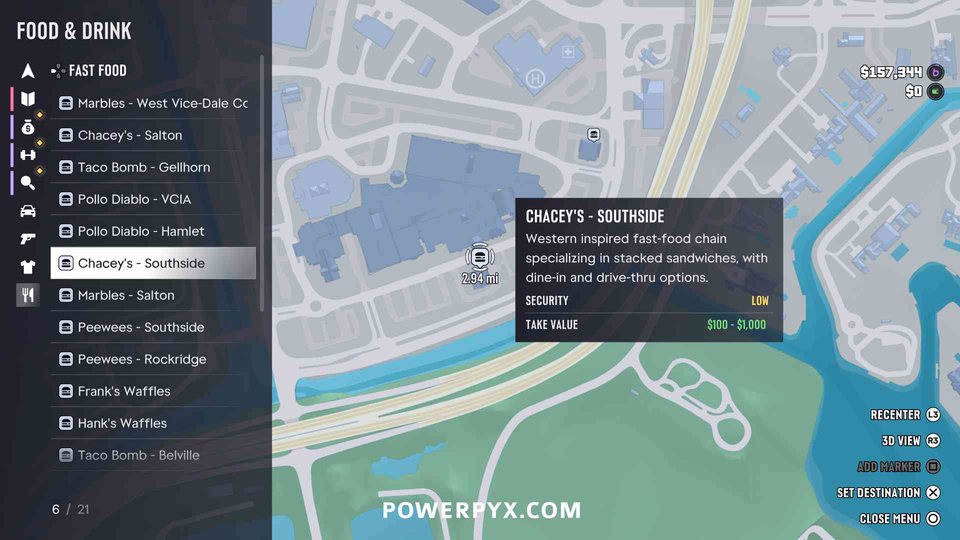 FOOD & DRINK
FAST FOOD
Marbles - West Vice-Dale Cc
Chacey's - Salton
Taco Bomb - Gellhorn
Pollo Diablo - VCIA
Pollo Diablo - Hamlet
Chacey's - Southside
Marbles - Salton
Peewees - Southside
Peewees - Rockridge
Frank's Waffles
Hank's Waffles
Taco Bomb - Belville
6 / 21
$157,344
$0
H
2.94 mi
CHACEY'S - SOUTHSIDE
Western inspired fast-food chain
specializing in stacked sandwiches, with
dine-in and drive-thru options.
SECURITY LOW
TAKE VALUE $100 - $1,000
RECENTER L3
3D VIEW R3
ADD MARKER
SET DESTINATION
CLOSE MENU
POWERPYX.COM